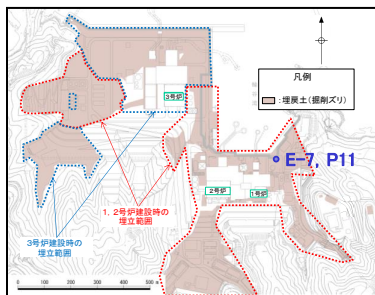 凡例
:埋戻土(掘削ズリ)
3号炉
E-7, P11
2号炉
1号炉
1, 2号炉建設時の
埋立範囲
3号炉建設時の
埋立範囲
0 100 200 300 400 500 m